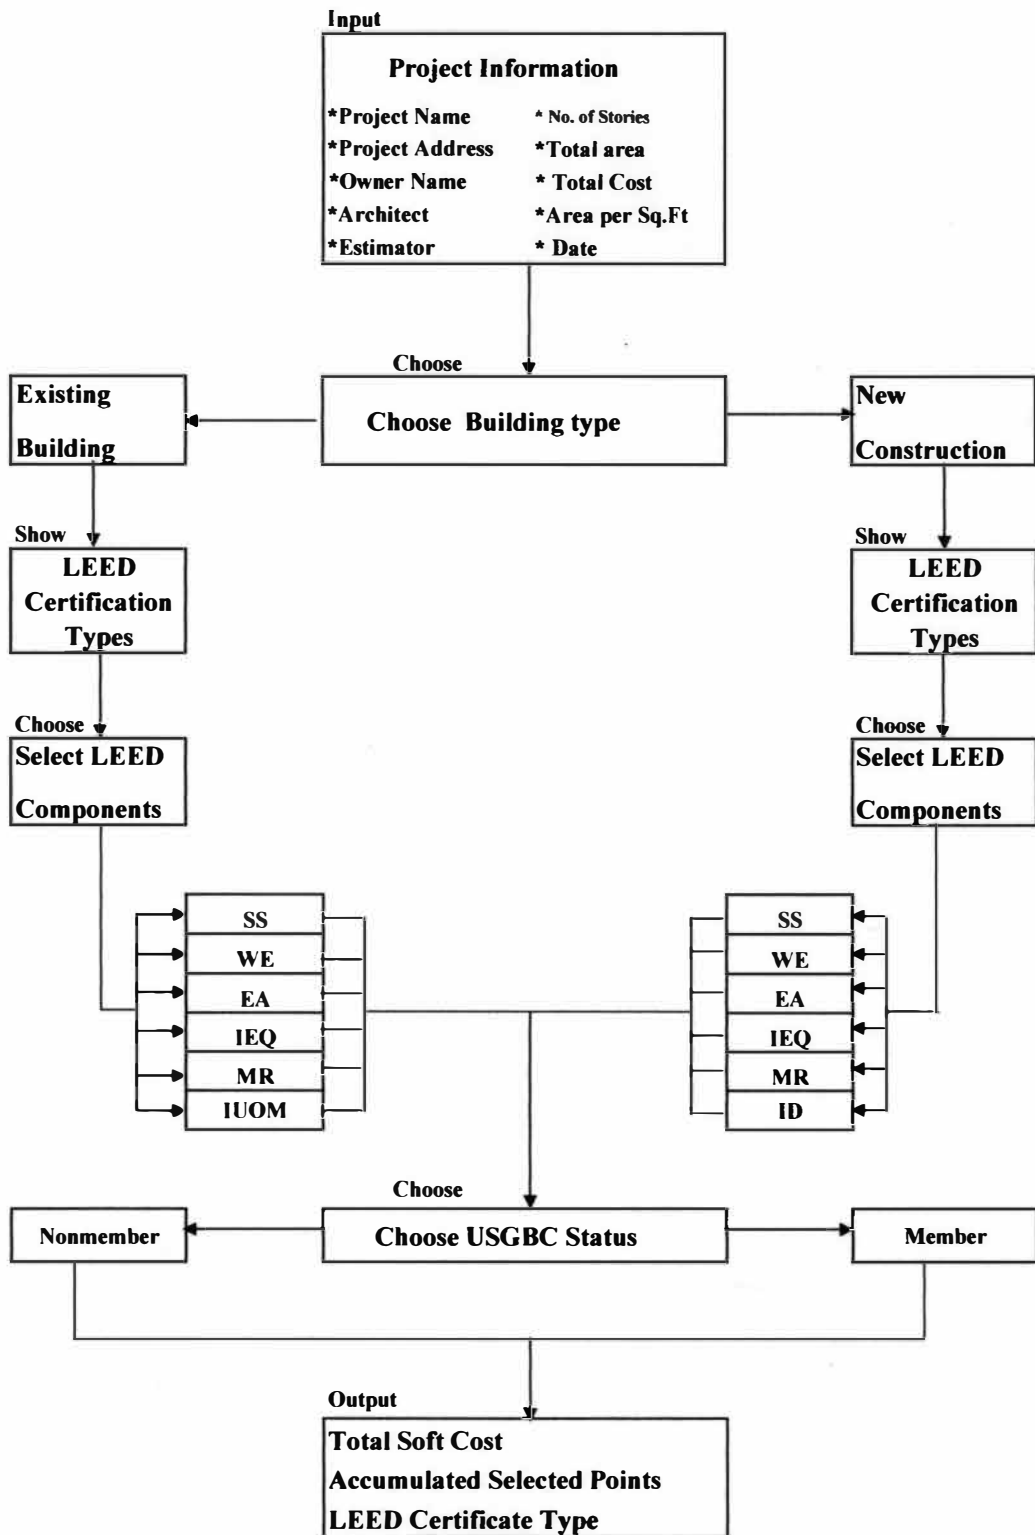 Input
Project Information
*Project Name
* No. of Stories
*Project Address
*Total area
*Owner Name
* Total Cost
*Architect
*Area per Sq.Ft
*Estimator
* Date
Choose
Existing
Building
Choose Building type
New
Construction
Show
LEED
Certification
Types
Show
LEED
Certification
Types
Choose
Select LEED
Components
Choose
Select LEED
Components
SS
WE
EA
IEQ
MR
IUOM
SS
WE
EA
IEQ
MR
ID
Choose
Nonmember
Choose USGBC Status
Member
Output
Total Soft Cost
Accumulated Selected Points
LEED Certificate Type